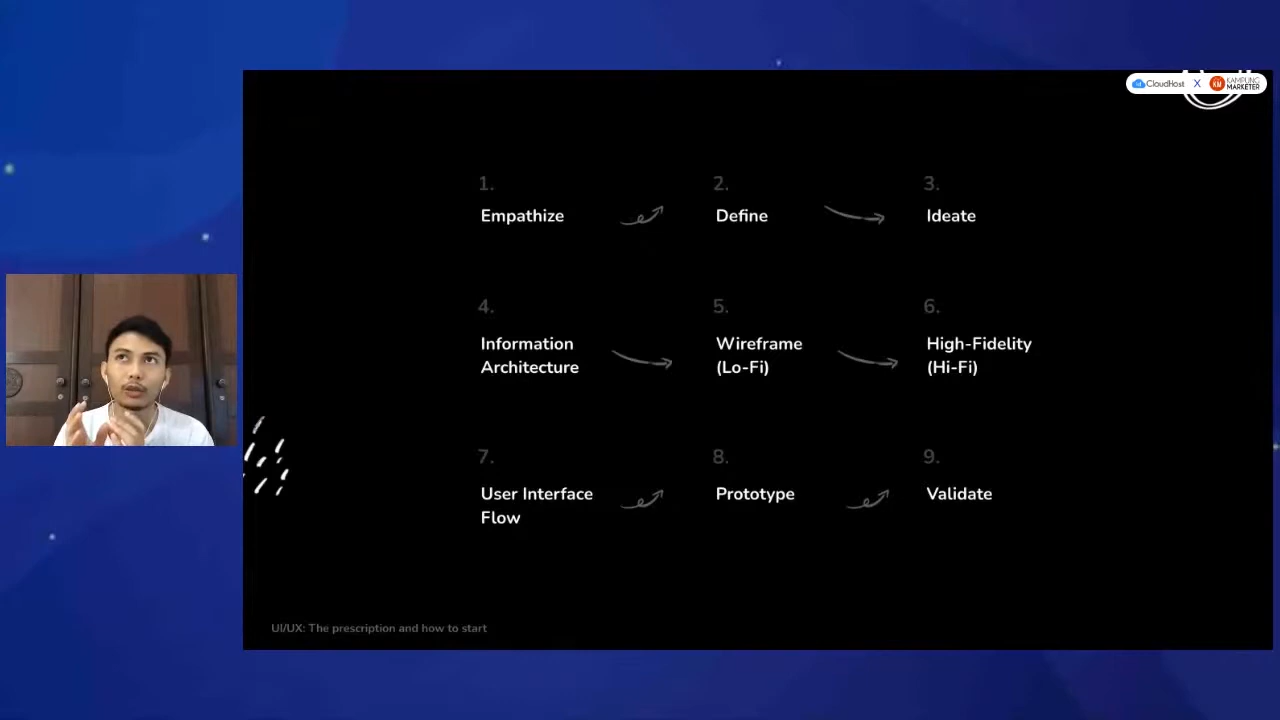 CloudHost X KAMPUNG MARKETER
1. 2. 3.
Empathize Define Ideate
4. 5. 6.
Information Architecture
Wireframe (Lo-Fi)
High-Fidelity (Hi-Fi)
7. 8. 9.
User Interface Flow
Prototype
Validate
UI/UX: The prescription and how to start